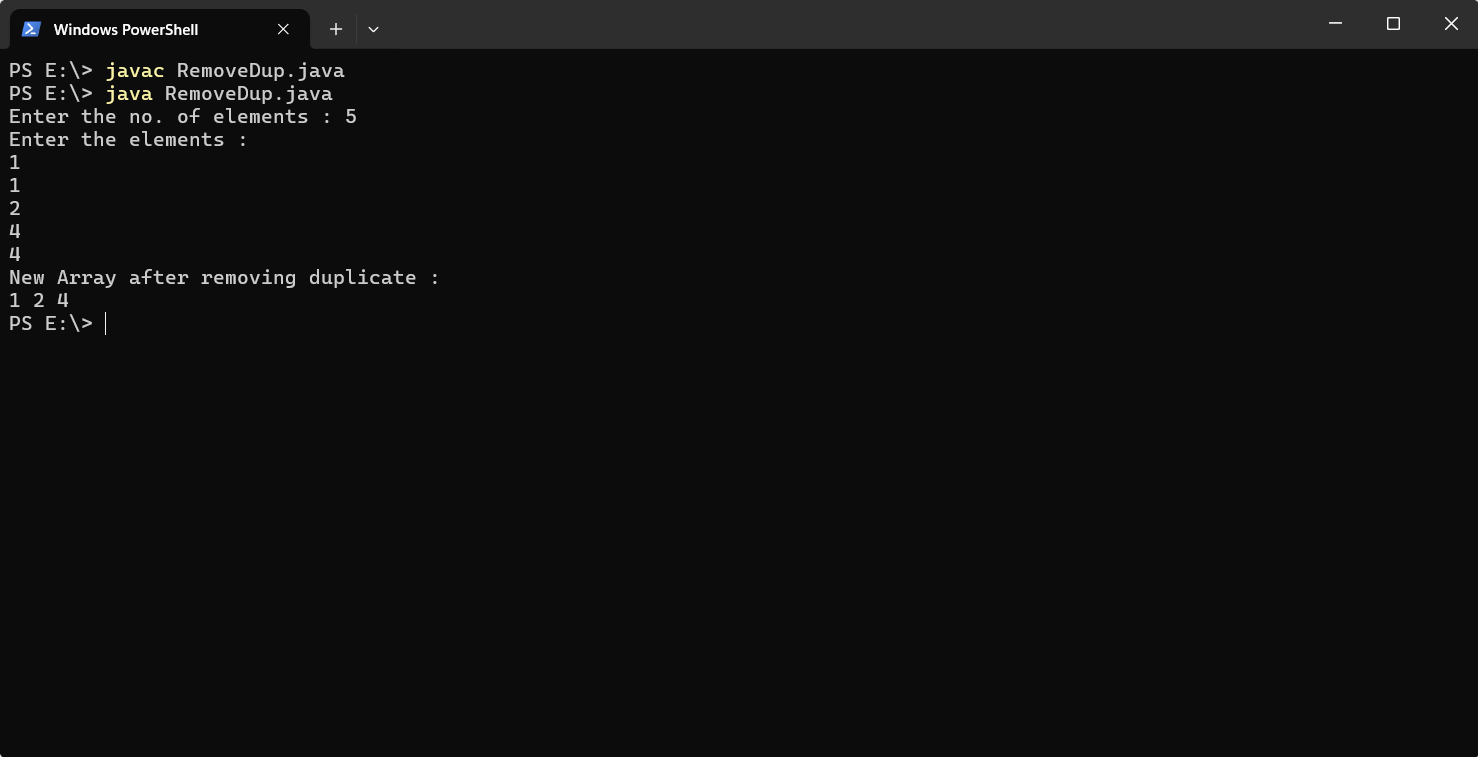 Windows PowerShell
PS E:\> javac RemoveDup.java
PS E:\> java RemoveDup.java
Enter the no. of elements : 5
Enter the elements :
1
1
2
4
4
New Array after removing duplicate :
1 2 4
PS E:\>